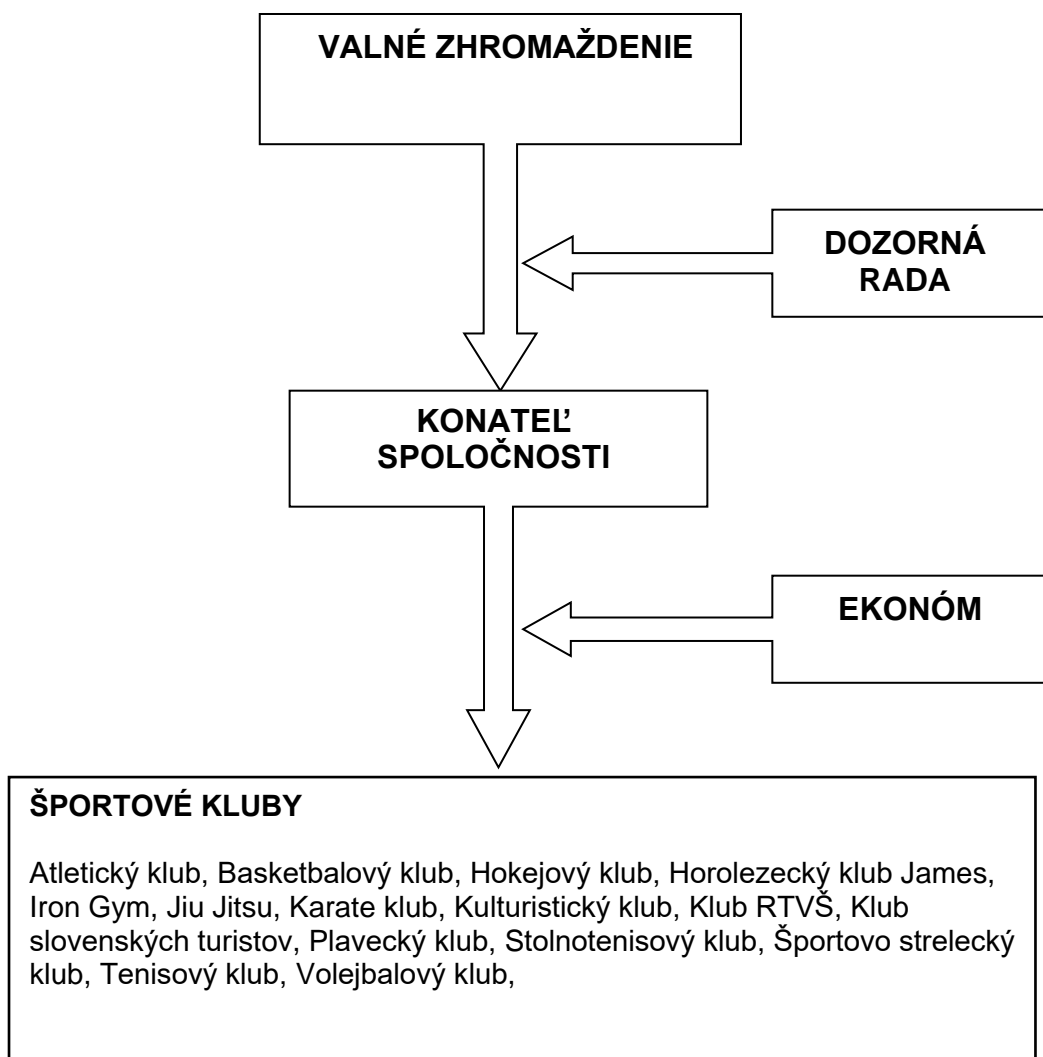 VALNÉ ZHROMAŽDENIE
DOZORNÁ
RADA
KONATEĽ
SPOLOČNOSTI
EKONÓM
ŠPORTOVÉ KLUBY
Atletický klub, Basketbalový klub, Hokejový klub, Horolezecký klub James,
Iron Gym, Jiu Jitsu, Karate klub, Kulturistický klub, Klub RTVŠ, Klub
slovenských turistov, Plavecký klub, Stolnotenisový klub, Športovo strelecký
klub, Tenisový klub, Volejbalový klub,